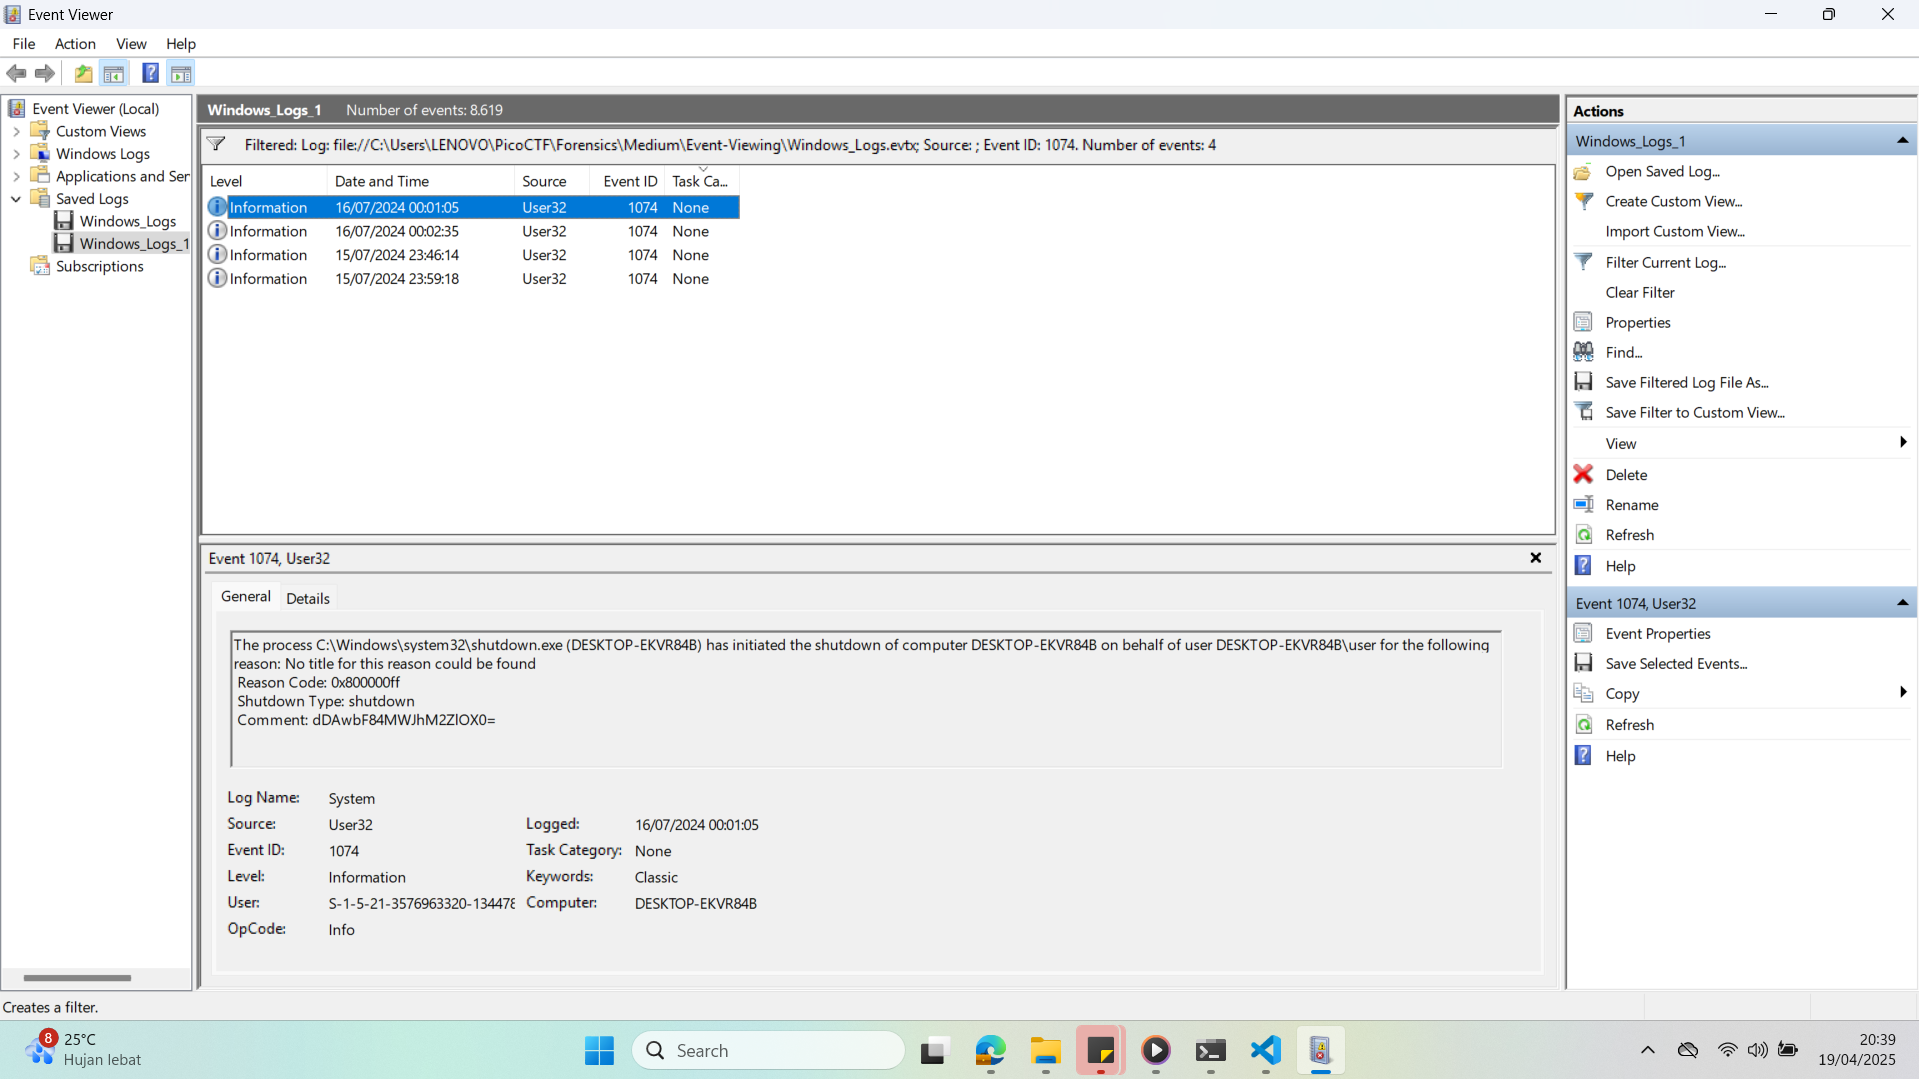 Event Viewer
File Action View Help
Event Viewer (Local)
Custom Views
Windows Logs
Applications and Ser
Saved Logs
Windows_Logs
Windows_Logs_1
Subscriptions
Windows_Logs_1 Number of events: 8.619
Filtered: Log: file://C:\Users\LENOVO\PicoCTF\Forensics\Medium\Event-Viewing\Windows_Logs.evtx; Source: ; Event ID: 1074. Number of events: 4
Level Date and Time Source Event ID Task Ca...
Information 16/07/2024 00:01:05 User32 1074 None
Information 16/07/2024 00:02:35 User32 1074 None
Information 15/07/2024 23:46:14 User32 1074 None
Information 15/07/2024 23:59:18 User32 1074 None
Event 1074, User32
General Details
The process C:\Windows\system32\shutdown.exe (DESKTOP-EKVR84B) has initiated the shutdown of computer DESKTOP-EKVR84B on behalf of user DESKTOP-EKVR84B\user for the following
reason: No title for this reason could be found
Reason Code: 0x800000ff
Shutdown Type: shutdown
Comment: dDAwbF84MWJhM2ZlOX0=
Log Name: System
Source: User32 Logged: 16/07/2024 00:01:05
Event ID: 1074 Task Category: None
Level: Information Keywords: Classic
User: S-1-5-21-3576963320-134478 Computer: DESKTOP-EKVR84B
OpCode: Info
Actions
Windows_Logs_1
Open Saved Log...
Create Custom View...
Import Custom View...
Filter Current Log...
Clear Filter
Properties
Find...
Save Filtered Log File As...
Save Filter to Custom View...
View
Delete
Rename
Refresh
Help
Event 1074, User32
Event Properties
Save Selected Events...
Copy
Refresh
Help
Creates a filter.
8
25°C
Hujan lebat
Search
20:39
19/04/2025